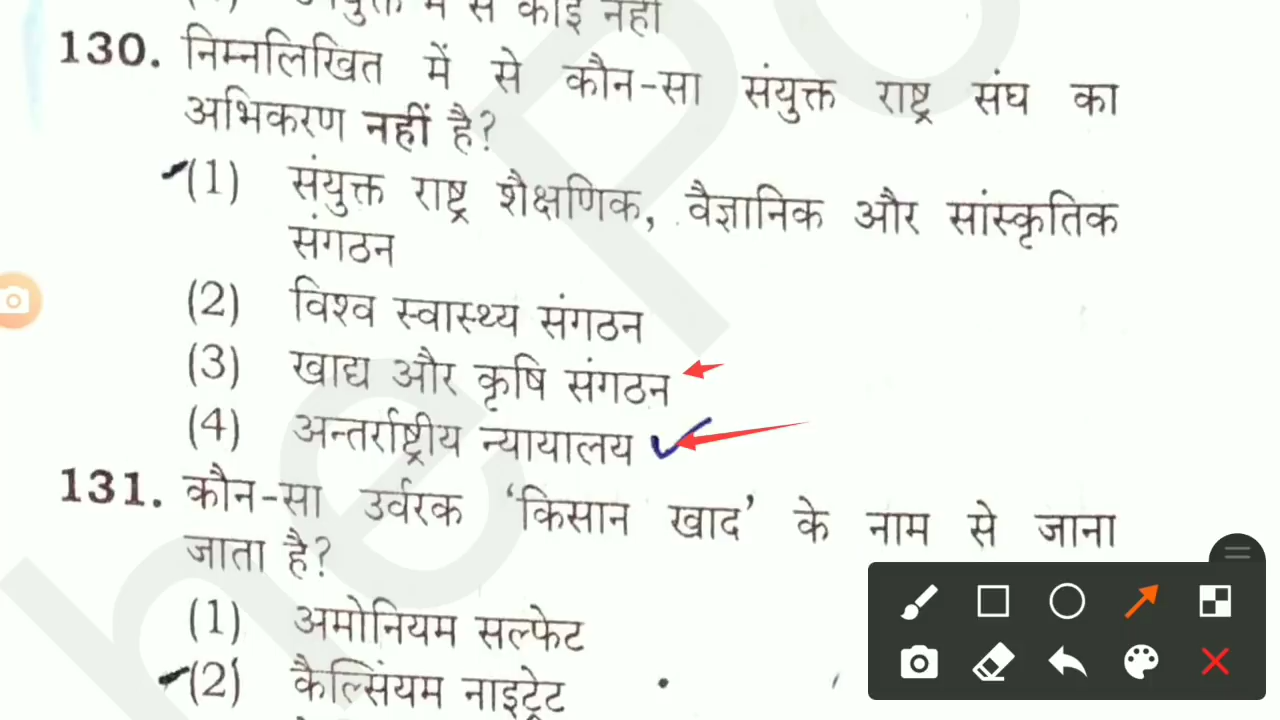 में से कोई नहीं
130. निम्नलिखित में से कौन-सा संयुक्त राष्ट्र संघ का
अभिकरण नहीं है?
(1) संयुक्त राष्ट्र शैक्षणिक, वैज्ञानिक और सांस्कृतिक
संगठन
(2) विश्व स्वास्थ्य संगठन
(3) खाद्य और कृषि संगठन
(4) अन्तर्राष्ट्रीय न्यायालय
131. कौन-सा उर्वरक ‘किसान खाद’ के नाम से जाना
जाता है?
(1) अमोनियम सल्फेट
(2) कैल्सियम नाइट्रेट